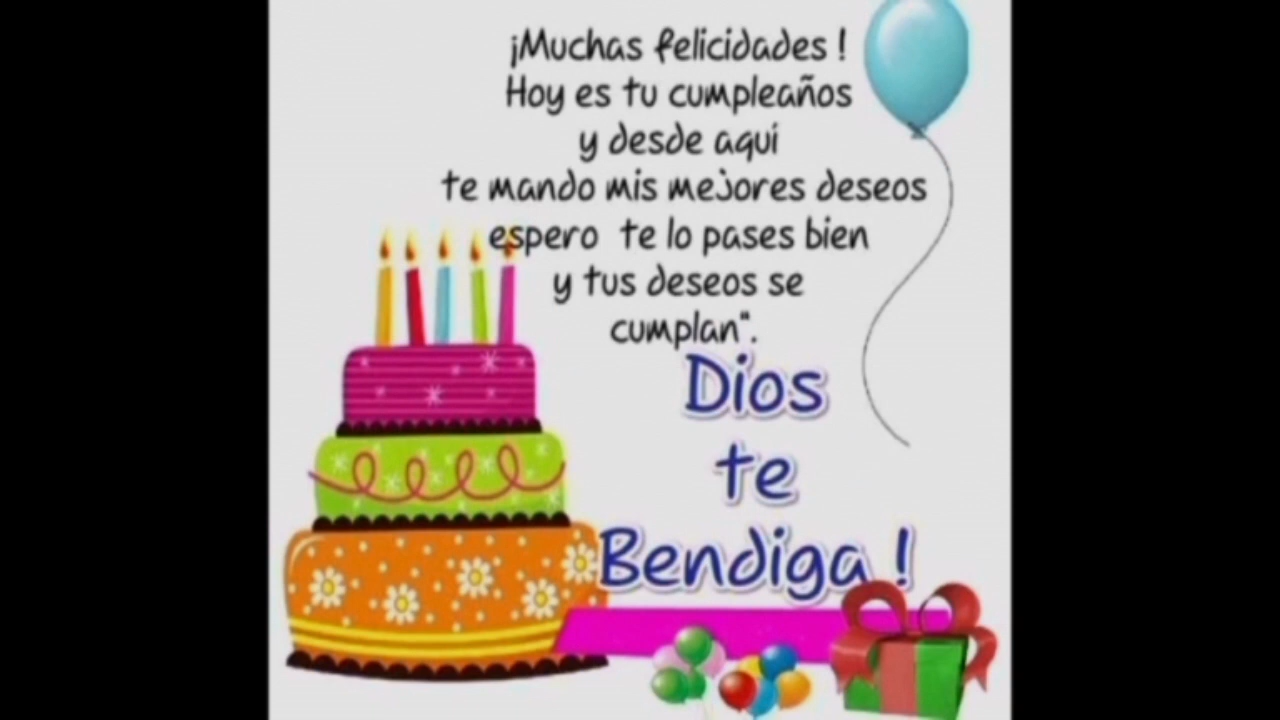 ¡Muchas felicidades !
Hoy es tu cumpleaños
y desde aquí
te mando mis mejores deseos
espero te lo pases bien
y tus deseos se
cumplan".
Dios
te
Bendiga !